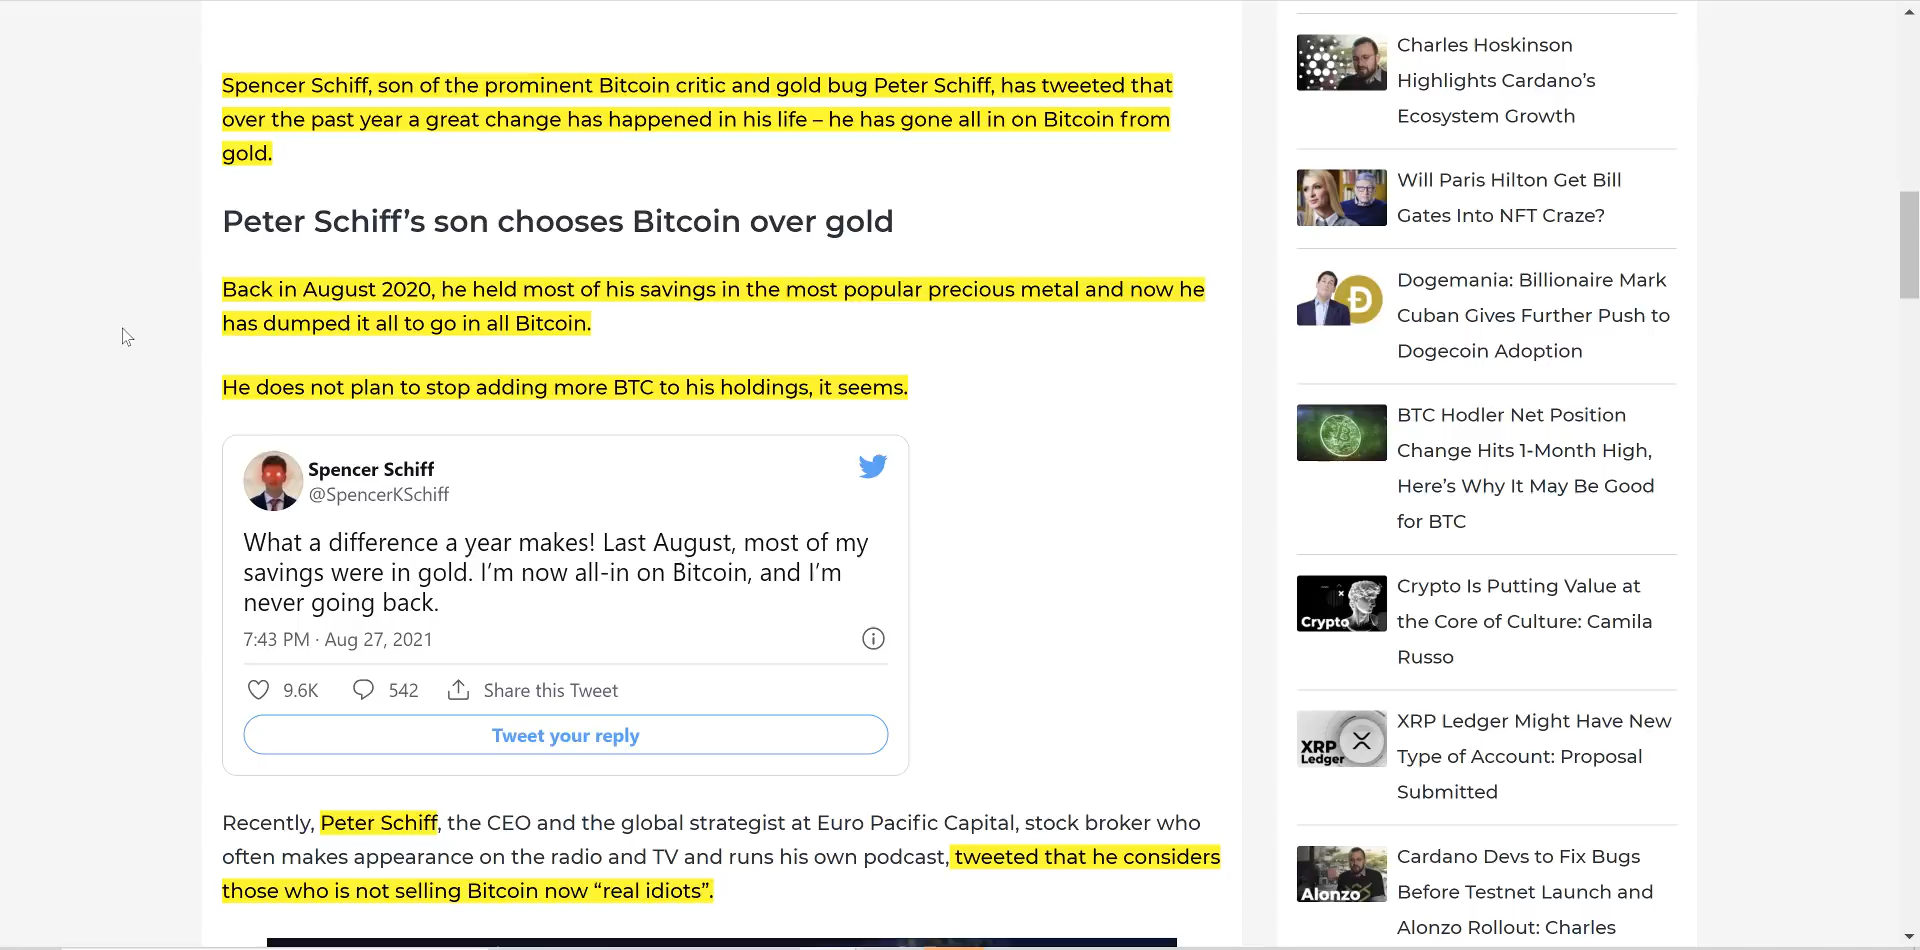 Spencer Schiff, son of the prominent Bitcoin critic and gold bug Peter Schiff, has tweeted that
over the past year a great change has happened in his life – he has gone all in on Bitcoin from
gold.
Peter Schiff’s son chooses Bitcoin over gold
Back in August 2020, he held most of his savings in the most popular precious metal and now he
has dumped it all to go in all Bitcoin.
He does not plan to stop adding more BTC to his holdings, it seems.
Spencer Schiff
@SpencerKSchiff
What a difference a year makes! Last August, most of my
savings were in gold. I’m now all-in on Bitcoin, and I’m
never going back.
7:43 PM · Aug 27, 2021
9.6K 542 Share this Tweet
Tweet your reply
Recently, Peter Schiff, the CEO and the global strategist at Euro Pacific Capital, stock broker who
often makes appearance on the radio and TV and runs his own podcast, tweeted that he considers
those who is not selling Bitcoin now “real idiots”.
Charles Hoskinson
Highlights Cardano’s
Ecosystem Growth
Will Paris Hilton Get Bill
Gates Into NFT Craze?
Dogemania: Billionaire Mark
Cuban Gives Further Push to
Dogecoin Adoption
BTC Hodler Net Position
Change Hits 1-Month High,
Here’s Why It May Be Good
for BTC
Crypto
Crypto Is Putting Value at
the Core of Culture: Camila
Russo
XRP
Ledger
XRP Ledger Might Have New
Type of Account: Proposal
Submitted
Alonzo
Cardano Devs to Fix Bugs
Before Testnet Launch and
Alonzo Rollout: Charles